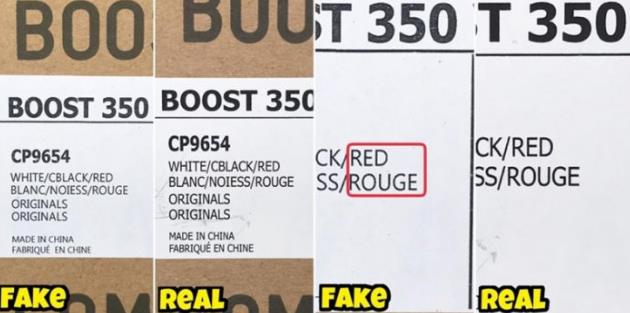 BOOS
BOOST 350
CP9654
WHITE/CBLACK/RED
BLANC/NOIESS/ROUGE
ORIGINALS
ORIGINALS
MADE IN CHINA
FABRIQUÉ EN CHINE
FAKE
BOO
BOOST 350
CP9654
WHITE/CBLACK/RED
BLANC/NOIESS/ROUGE
ORIGINALS
ORIGINALS
MADE IN CHINA
FABRIQUÉ EN CHINE
REAL
ST 350
CK/RED
SS/ROUGE
FAKE
T 350
CK/RED
SS/ROUGE
REAL